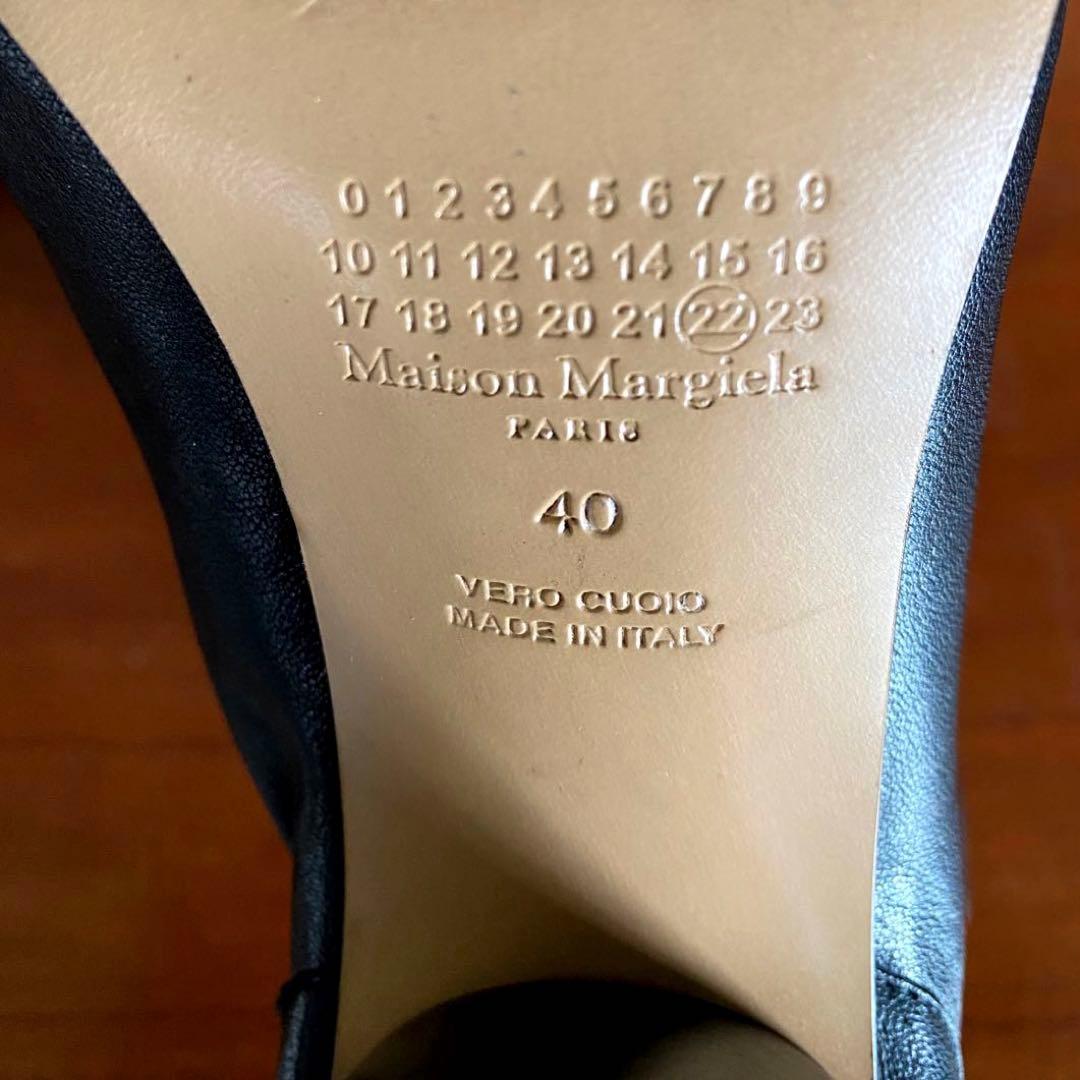 0 1 2 3 4 5 6 7 8 9
10 11 12 13 14 15 16
17 18 19 20 21 22 23
Maison Margiela
PARIS
40
VERO CUOIO
MADE IN ITALY